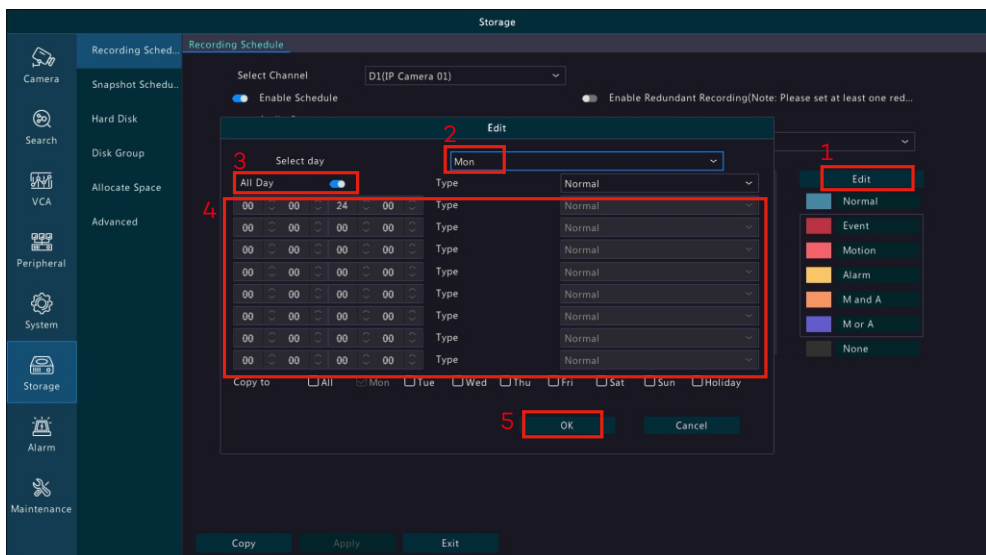 Storage
Camera
Search
VCA
Peripheral
System
Storage
Alarm
Maintenance
Recording Sched...
Snapshot Schedu..
Hard Disk
Disk Group
Allocate Space
Advanced
Recording Schedule
Select Channel D1(IP Camera 01)
Enable Schedule Enable Redundant Recording(Note: Please set at least one red...
Edit
2
3 Select day Mon
All Day Type Normal
4 00 00 24 00 Type Normal
00 00 00 00 Type Normal
00 00 00 00 Type Normal
00 00 00 00 Type Normal
00 00 00 00 Type Normal
00 00 00 00 Type Normal
00 00 00 00 Type Normal
00 00 00 00 Type Normal
Copy to All Mon Tue Wed Thu Fri Sat Sun Holiday
5 OK Cancel
1
Edit
Normal
Event
Motion
Alarm
M and A
M or A
None
Copy Apply Exit